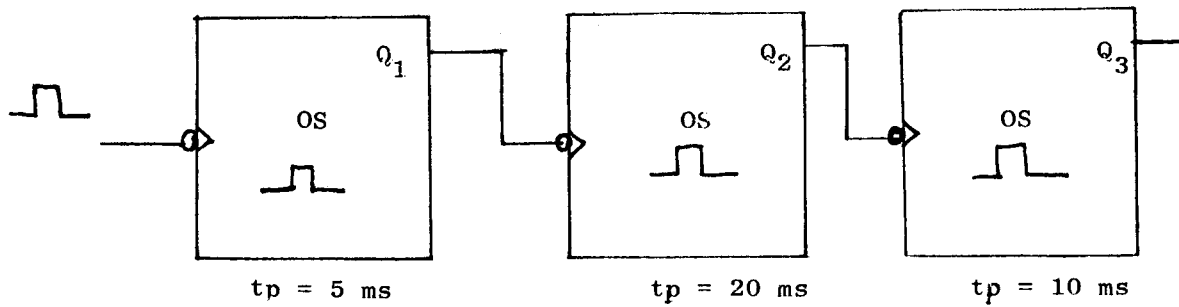 Q1
Q2
Q3
OS
OS
OS
tp = 5 ms
tp = 20 ms
tp = 10 ms